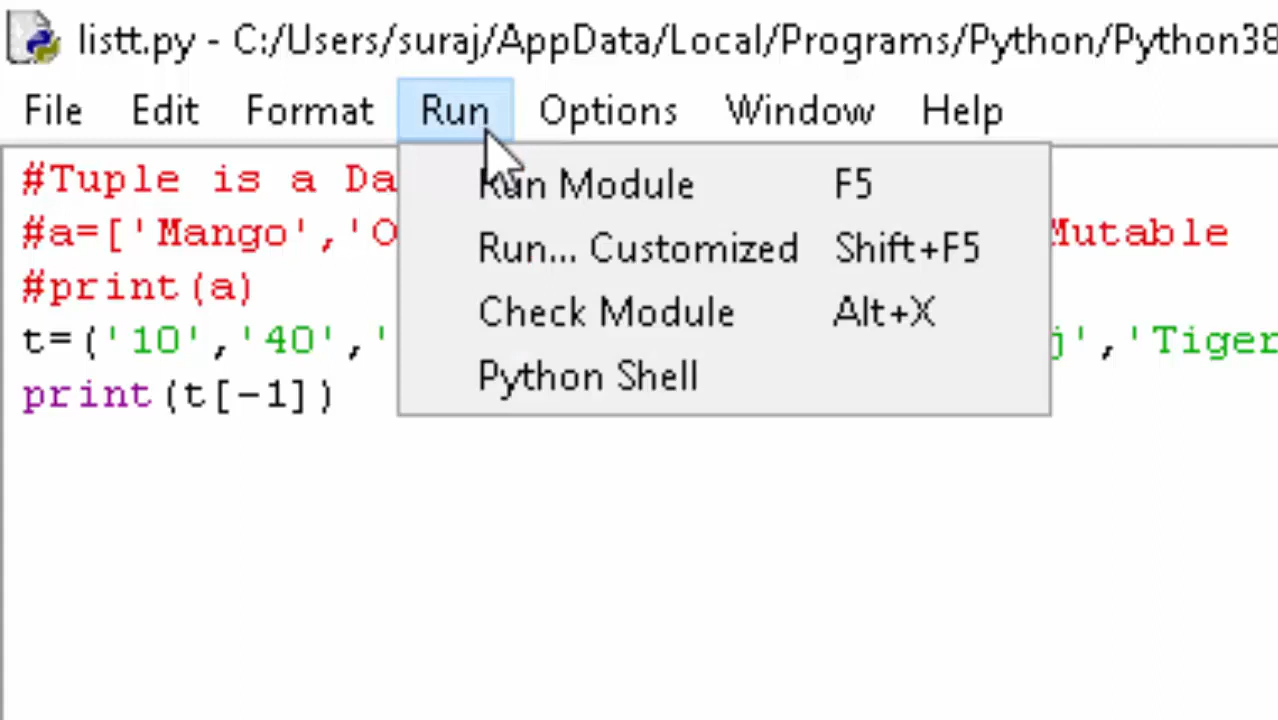 listt.py - C:/Users/suraj/AppData/Local/Programs/Python/Python38
File Edit Format Run Options Window Help
#Tuple is a Da
Run Module F5
#a=['Mango','O
Mutable
Run... Customized Shift+F5
#print(a)
Check Module Alt+X
t=('10','40','
j','Tiger
print(t[-1])
Python Shell